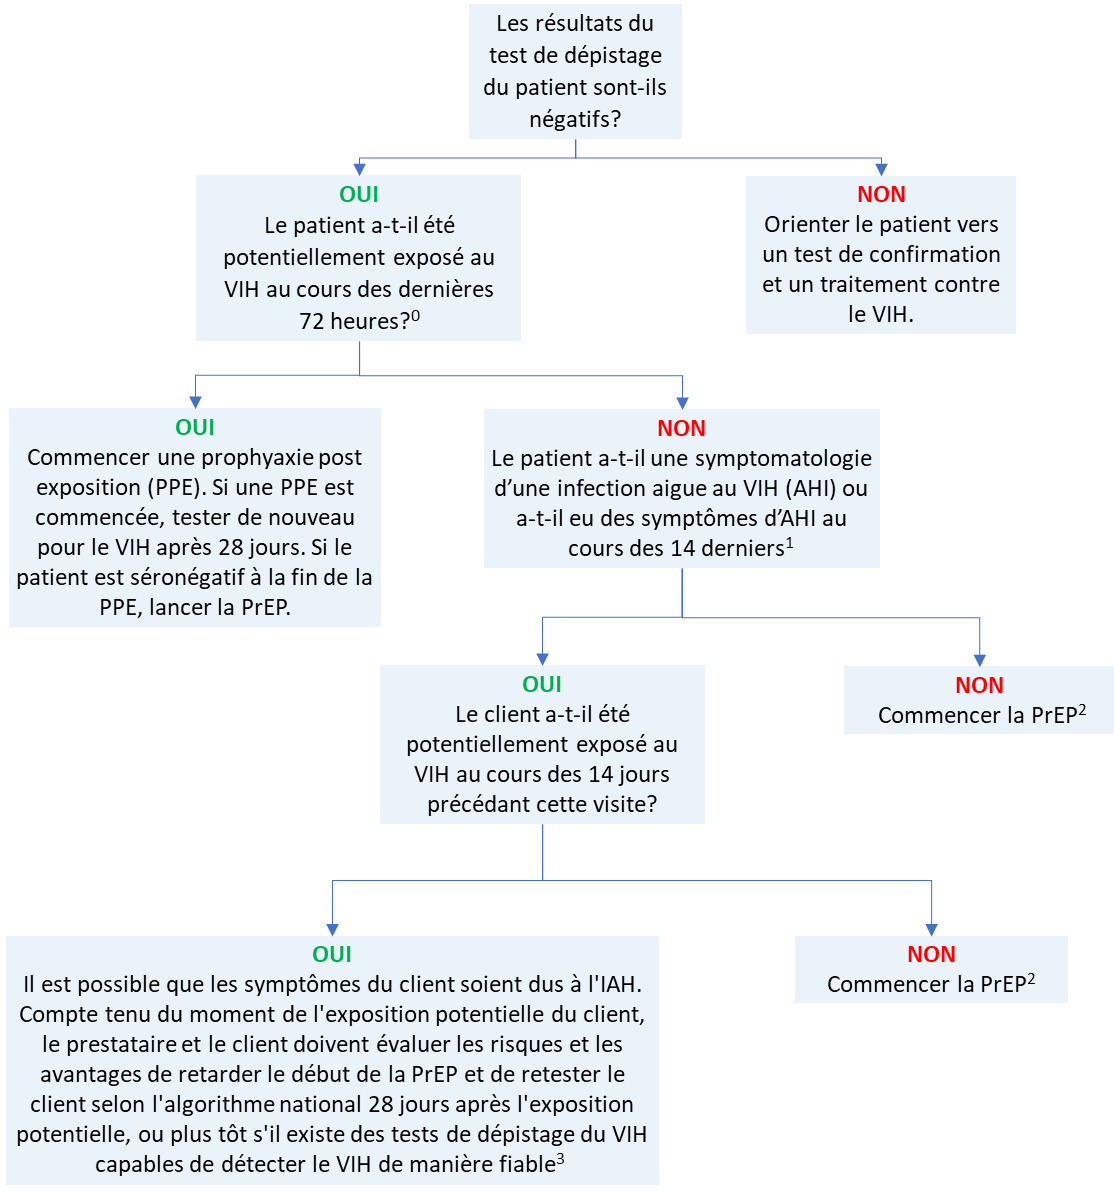 Les résultats du
test de dépistage
du patient sont-ils
négatifs?
OUI
Le patient a-t-il été
potentiellement exposé au
VIH au cours des dernières
72 heures?⁰
NON
Orienter le patient vers
un test de confirmation
et un traitement contre
le VIH.
OUI
Commencer une prophyaxie post
exposition (PPE). Si une PPE est
commencée, tester de nouveau
pour le VIH après 28 jours. Si le
patient est séronégatif à la fin de la
PPE, lancer la PrEP.
NON
Le patient a-t-il une symptomatologie
d’une infection aigue au VIH (AHI) ou
a-t-il eu des symptômes d’AHI au
cours des 14 derniers¹
OUI
Le client a-t-il été
potentiellement exposé au
VIH au cours des 14 jours
précédant cette visite?
NON
Commencer la PrEP²
OUI
Il est possible que les symptômes du client soient dus à l'IAH.
Compte tenu du moment de l'exposition potentielle du client,
le prestataire et le client doivent évaluer les risques et les
avantages de retarder le début de la PrEP et de retester le
client selon l'algorithme national 28 jours après l'exposition
potentielle, ou plus tôt s'il existe des tests de dépistage du VIH
capables de détecter le VIH de manière fiable³
NON
Commencer la PrEP²